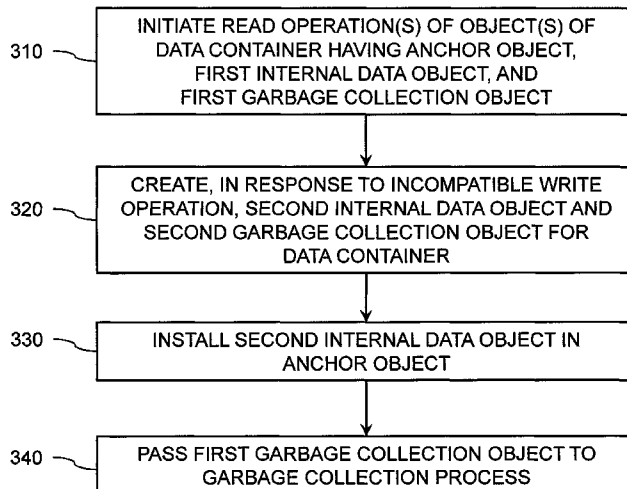 310
INITIATE READ OPERATION(S) OF OBJECT(S) OF
DATA CONTAINER HAVING ANCHOR OBJECT,
FIRST INTERNAL DATA OBJECT, AND
FIRST GARBAGE COLLECTION OBJECT
320
CREATE, IN RESPONSE TO INCOMPATIBLE WRITE
OPERATION, SECOND INTERNAL DATA OBJECT AND
SECOND GARBAGE COLLECTION OBJECT FOR
DATA CONTAINER
330
INSTALL SECOND INTERNAL DATA OBJECT IN
ANCHOR OBJECT
340
PASS FIRST GARBAGE COLLECTION OBJECT TO
GARBAGE COLLECTION PROCESS